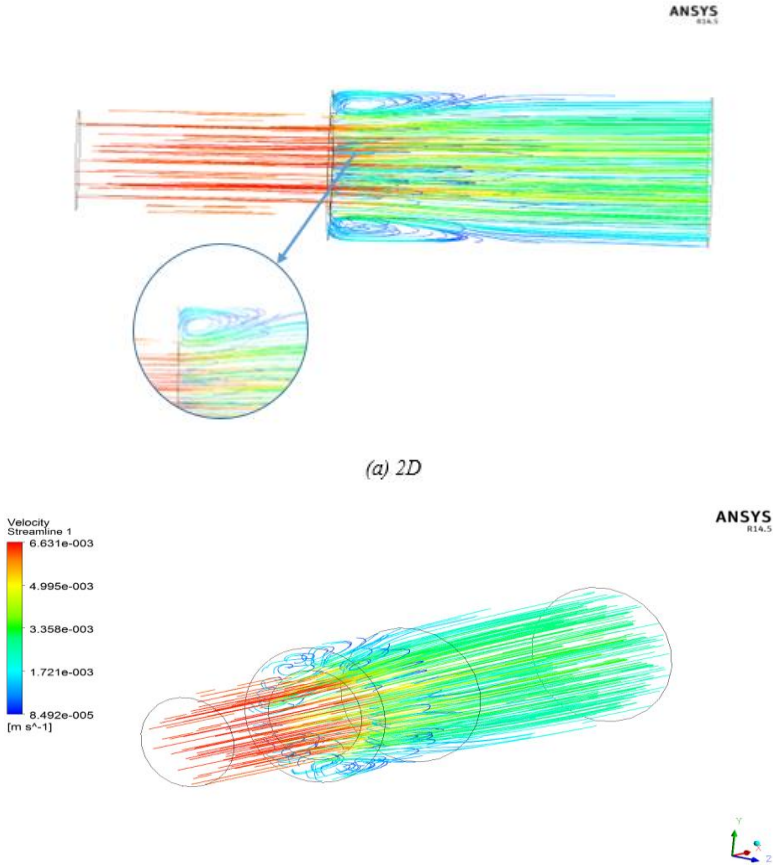 ANSYS
R14.5
(a) 2D
Velocity
Streamline 1
6.631e-003
4.995e-003
3.358e-003
1.721e-003
8.492e-005
[m s^-1]
ANSYS
R14.5
Y
X
Z